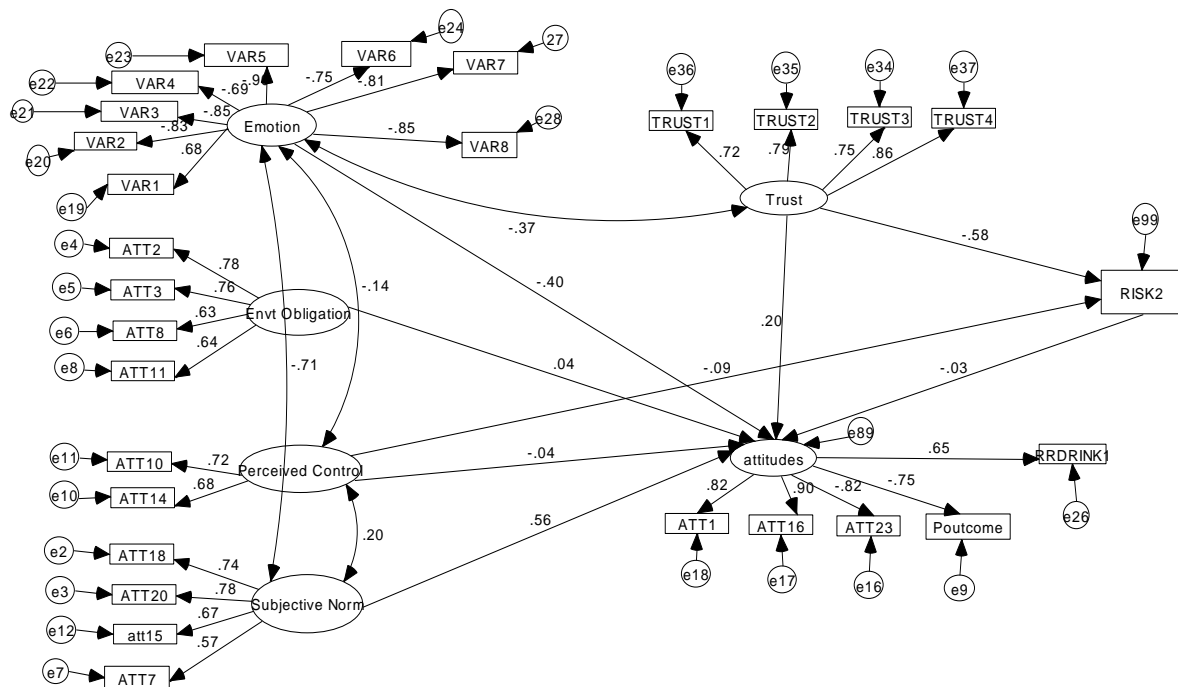 e23
VAR5
e24
VAR6
27
VAR7
e22
VAR4
-.69
-.9
-.75
-.81
e21
VAR3
-.85
e20
VAR2
-.83
Emotion
-.85
e28
VAR8
.68
e19
VAR1
e36
e35
e34
e37
TRUST1
TRUST2
TRUST3
TRUST4
.72
.79
.75
.86
Trust
-.37
-.58
e99
RISK2
e4
ATT2
.78
e5
ATT3
.76
Envt Obligation
e6
ATT8
.63
e8
ATT11
.64
-.14
-.40
.20
-.71
.04
-.09
-.03
e11
ATT10
.72
Perceived Control
e10
ATT14
.68
-.04
attitudes
e89
.65
RRDRINK1
e26
.82
.90
-.82
-.75
ATT1
ATT16
ATT23
Poutcome
e18
e17
e16
e9
.56
.20
e2
ATT18
.74
e3
ATT20
.78
Subjective Norm
e12
att15
.67
e7
ATT7
.57